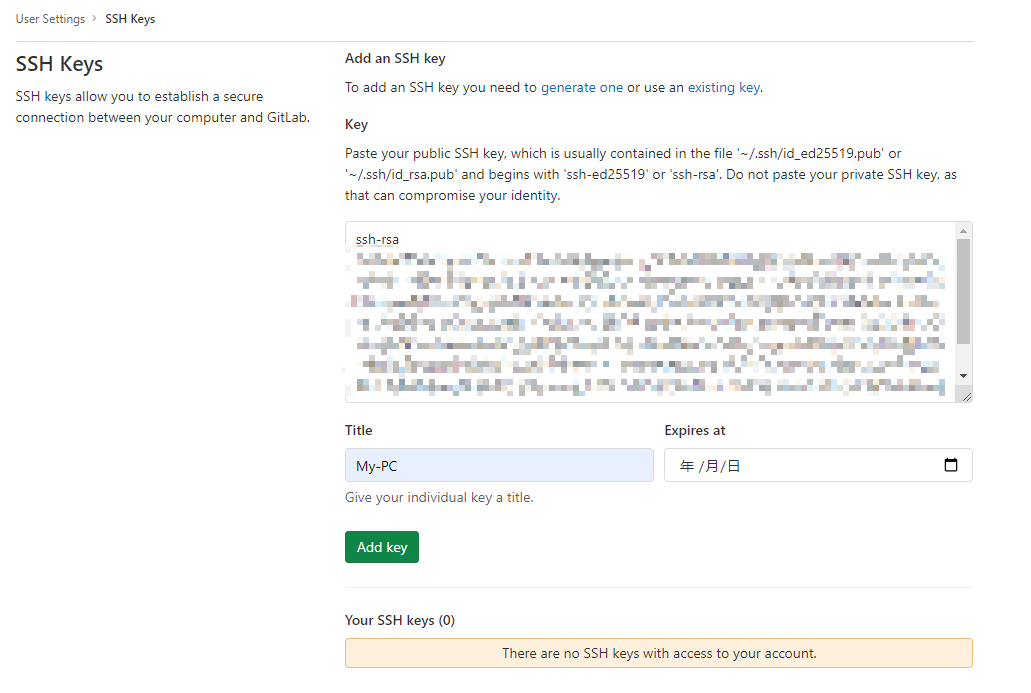 User Settings > SSH Keys
SSH Keys
SSH keys allow you to establish a secure
connection between your computer and GitLab.
Add an SSH key
To add an SSH key you need to generate one or use an existing key.
Key
Paste your public SSH key, which is usually contained in the file '~/.ssh/id_ed25519.pub' or
'~/.ssh/id_rsa.pub' and begins with 'ssh-ed25519' or 'ssh-rsa'. Do not paste your private SSH key, as
that can compromise your identity.
ssh-rsa
Title
Expires at
My-PC
年 /月/日
Give your individual key a title.
Add key
Your SSH keys (0)
There are no SSH keys with access to your account.